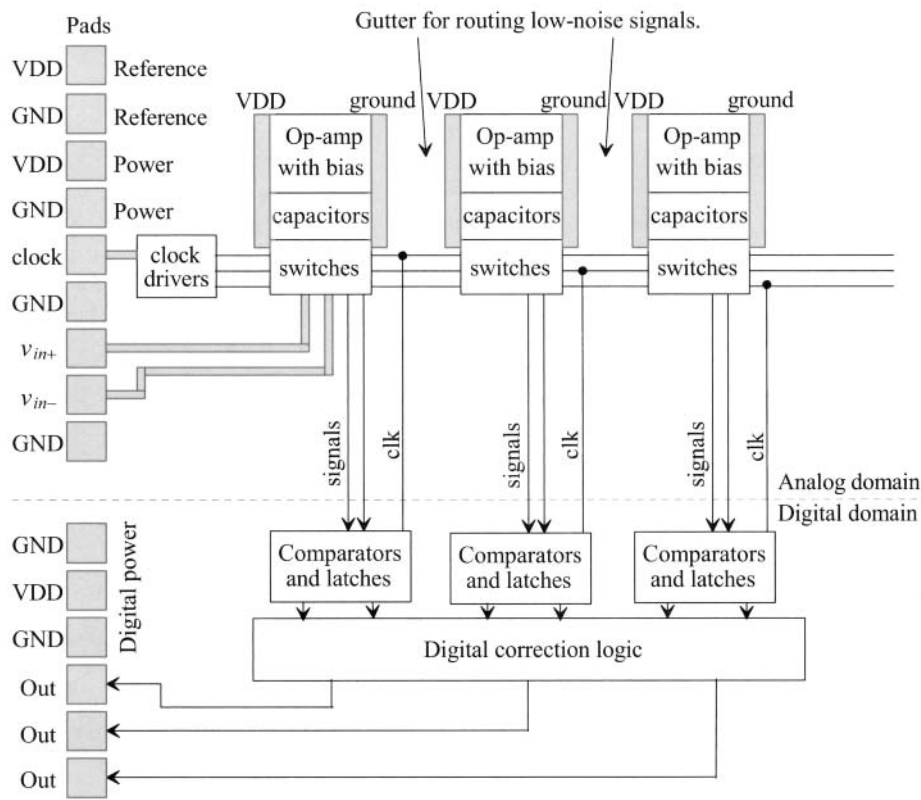 Gutter for routing low-noise signals.
Pads
VDD Reference
GND Reference
VDD Power
GND Power
clock
GND
vin+
vin−
GND
clock
drivers
VDD ground VDD ground VDD ground
Op-amp
with bias
capacitors
switches
Op-amp
with bias
capacitors
switches
Op-amp
with bias
capacitors
switches
signals
clk
signals
clk
signals
clk
Analog domain
Digital domain
GND
VDD
GND
Digital power
Out
Out
Out
Comparators
and latches
Comparators
and latches
Comparators
and latches
Digital correction logic